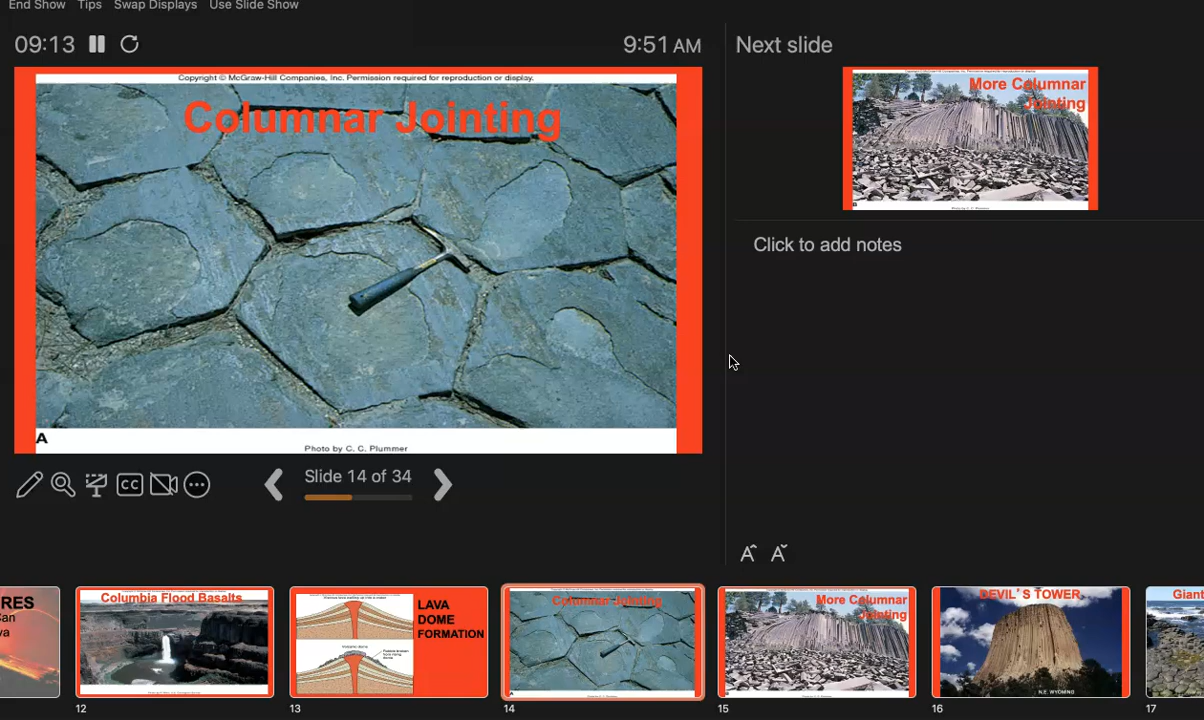 End Show Tips Swap Displays Use Slide Show
09:13
9:51 AM
Next slide
Copyright © McGraw-Hill Companies, Inc. Permission required for reproduction or display.
Columnar Jointing
A
Photo by C. C. Plummer
More Columnar
Jointing
Click to add notes
CC
Slide 14 of 34
A A
RES
Can
va
12
Columbia Flood Basalts
13
LAVA
DOME
FORMATION
14
Columnar Jointing
15
More Columnar
Jointing
16
DEVIL'S TOWER
N.E. WYOMING
17
Giant